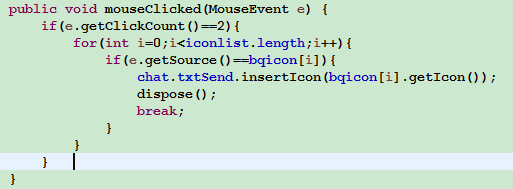 public void mouseClicked(MouseEvent e) {
    if(e.getClickCount()==2){
        for(int i=0;i<iconlist.length;i++){
            if(e.getSource()==bqicon[i]){
                chat.txtSend.insertIcon(bqicon[i].getIcon());
                dispose();
                break;
            }
        }
    }
}